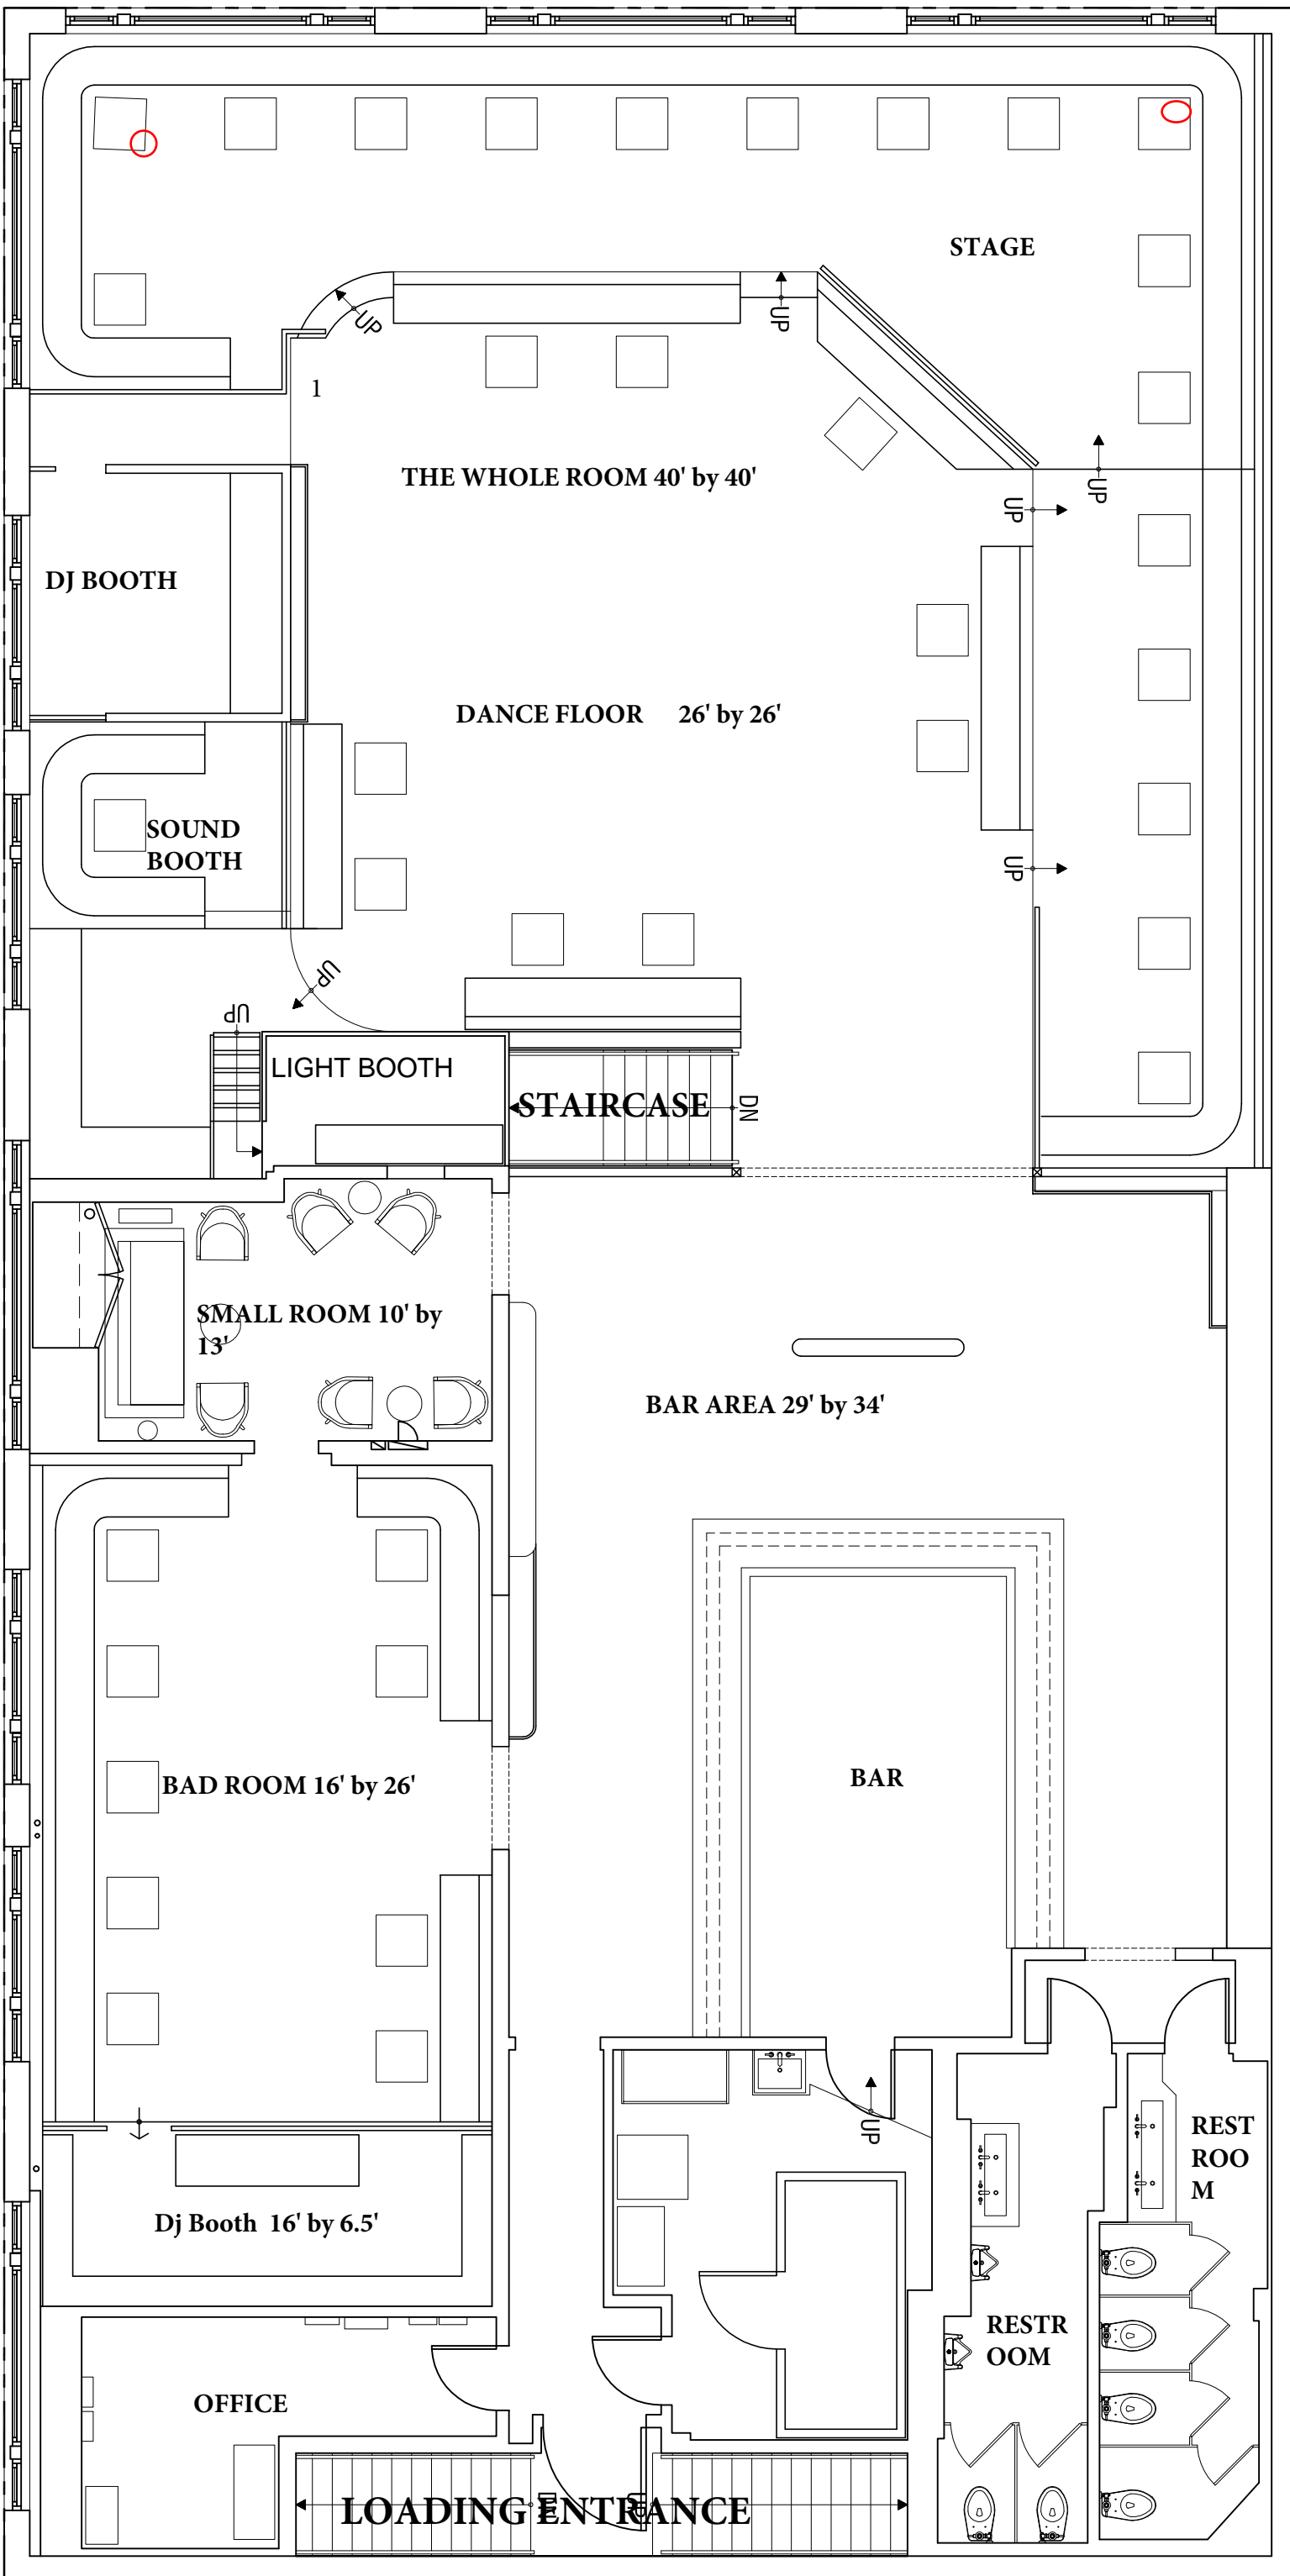 STAGE
UP
UP
1
THE WHOLE ROOM 40' by 40'
UP
UP
DJ BOOTH
DANCE FLOOR 26' by 26'
SOUND
BOOTH
UP
UP
UP
LIGHT BOOTH
STAIRCASE
DN
SMALL ROOM 10' by
13'
BAR AREA 29' by 34'
BAD ROOM 16' by 26'
BAR
UP
REST
ROO
M
Dj Booth 16' by 6.5'
RESTR
OOM
OFFICE
LOADING ENTRANCE